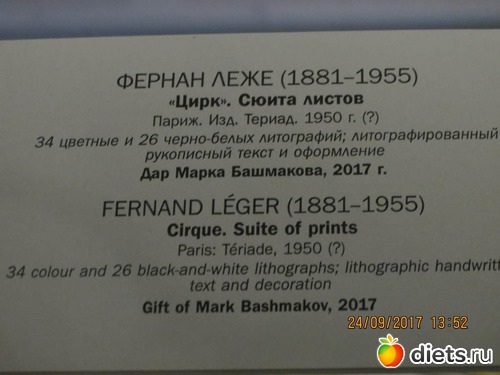 ФЕРНАН ЛЕЖЕ (1881–1955)
«Цирк». Сюита листов
Париж. Изд. Териад. 1950 г. (?)
34 цветные и 26 черно-белых литографий; литографированный
рукописный текст и оформление
Дар Марка Башмакова, 2017 г.
FERNAND LÉGER (1881–1955)
Cirque. Suite of prints
Paris: Tériade, 1950 (?)
34 colour and 26 black-and-white lithographs; lithographic handwritt
text and decoration
Gift of Mark Bashmakov, 2017
24/09/2017 13:52
diets.ru